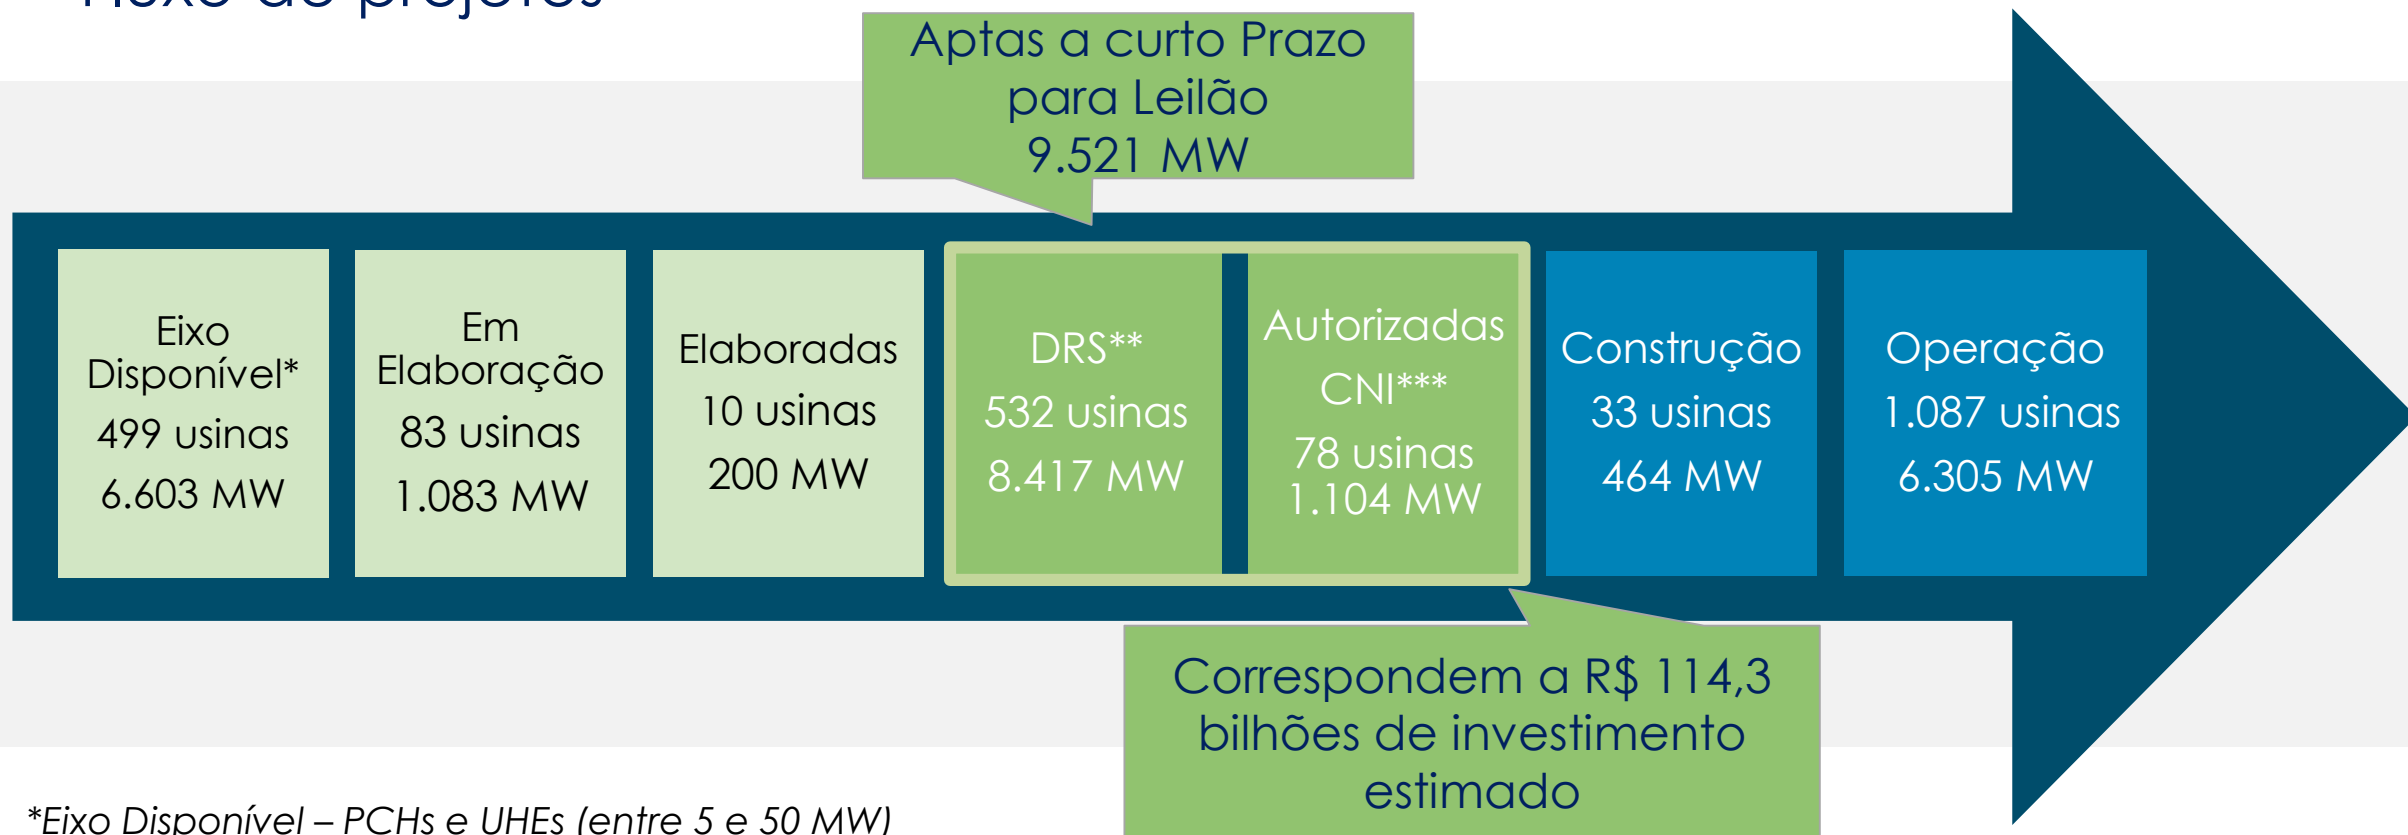 Fluxo de projetos
Aptas a curto Prazo
para Leilão
9.521 MW
Eixo
Disponível*
499 usinas
6.603 MW
Em
Elaboração
83 usinas
1.083 MW
Elaboradas
10 usinas
200 MW
DRS**
532 usinas
8.417 MW
Autorizadas
CNI***
78 usinas
1.104 MW
Construção
33 usinas
464 MW
Operação
1.087 usinas
6.305 MW
Correspondem a R$ 114,3
bilhões de investimento
estimado
*Eixo Disponível – PCHs e UHEs (entre 5 e 50 MW)